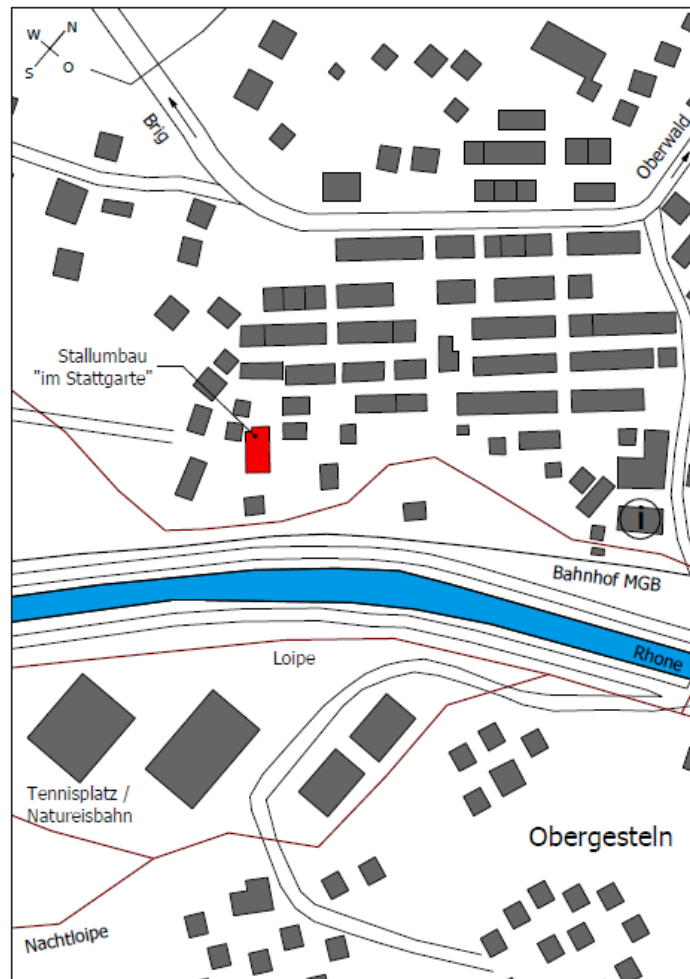 N
W
S
O
Brig
Oberwald
Stallumbau
"im Stattgarte"
i
Bahnhof MGB
Rhone
Loipe
Tennisplatz /
Natureisbahn
Obergesteln
Nachtloipe